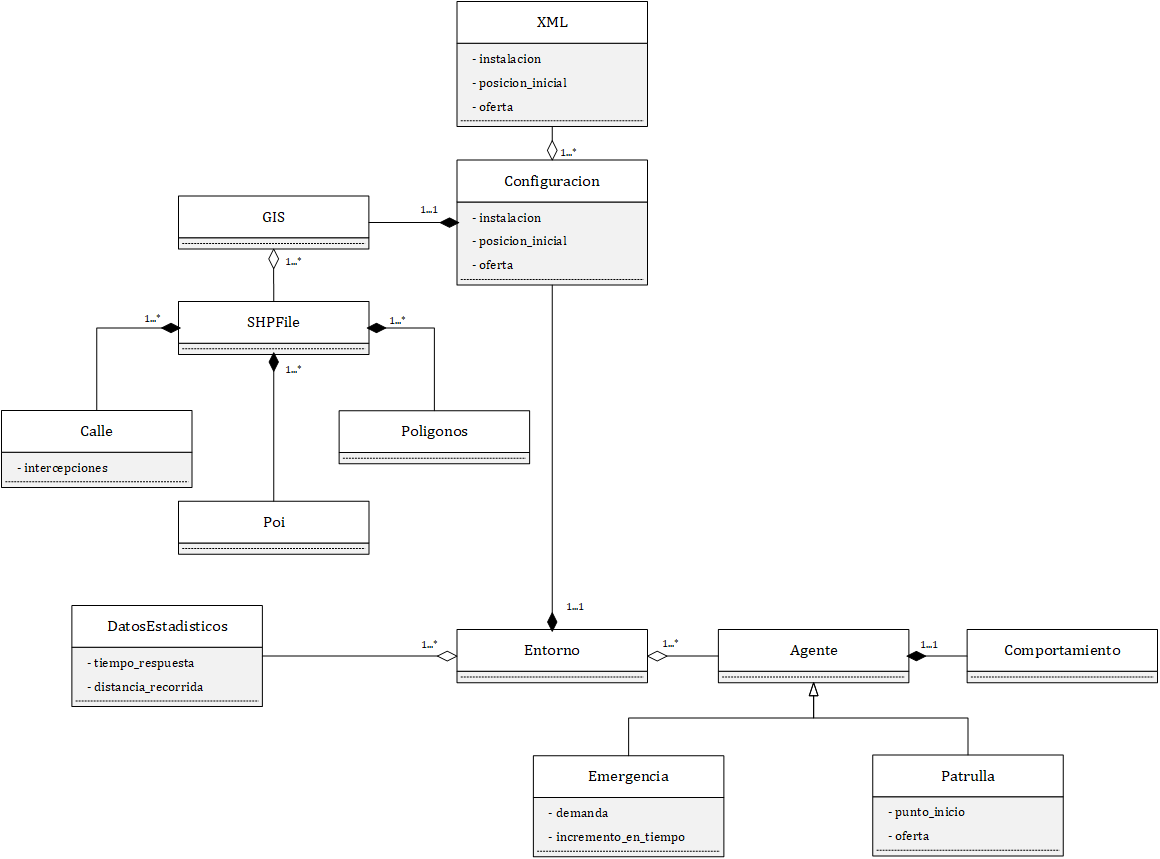 XML
- instalacion
- posicion_inicial
- oferta
1...*
Configuracion
- instalacion
- posicion_inicial
- oferta
1...1
GIS
1...*
SHPFile
1...*
1...*
1...*
Calle
- intercepciones
Poligonos
Poi
1...1
DatosEstadisticos
- tiempo_respuesta
- distancia_recorrida
1...*
Entorno
1...*
Agente
1...1
Comportamiento
Emergencia
- demanda
- incremento_en_tiempo
Patrulla
- punto_inicio
- oferta